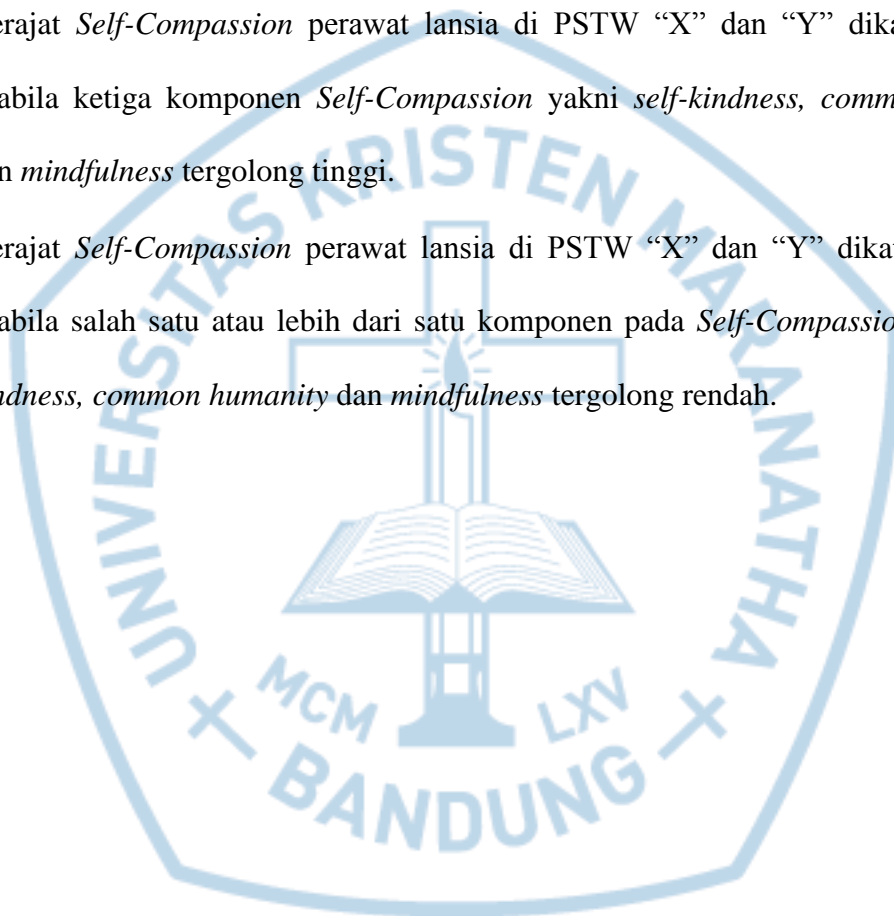 erajat Self-Compassion perawat lansia di PSTW “X” dan “Y” dika
abila ketiga komponen Self-Compassion yakni self-kindness, comm
n mindfulness tergolong tinggi.
erajat Self-Compassion perawat lansia di PSTW “X” dan “Y” dika
abila salah satu atau lebih dari satu komponen pada Self-Compassio
ndness, common humanity dan mindfulness tergolong rendah.
UNIVERSITAS KRISTEN MARANATHA
MCM LXV
BANDUNG